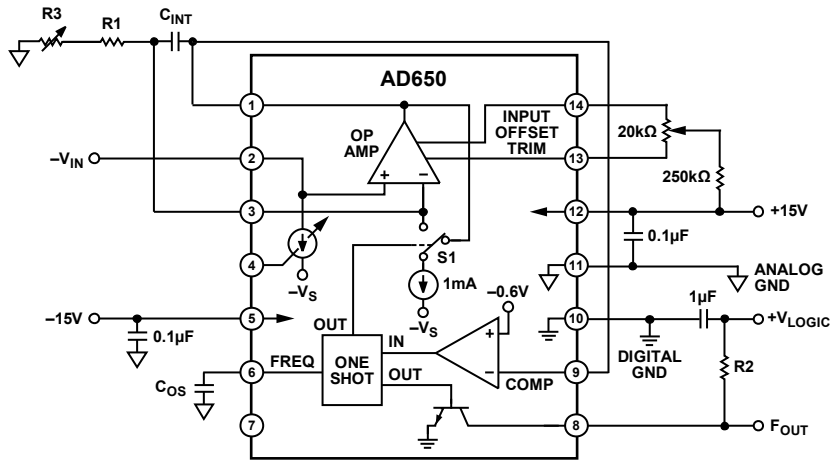 R3
R1
CINT
AD650
1
OP
AMP
INPUT
OFFSET
TRIM
14
20kΩ
–VIN
2
+
–
13
250kΩ
3
12
+15V
0.1µF
4
S1
11
ANALOG
GND
–VS
1mA
–0.6V
1µF
–15V
5
–VS
10
+VLOGIC
0.1µF
OUT
IN
+
DIGITAL
GND
R2
6
FREQ
ONE
SHOT
OUT
–
COMP
9
COS
7
8
FOUT